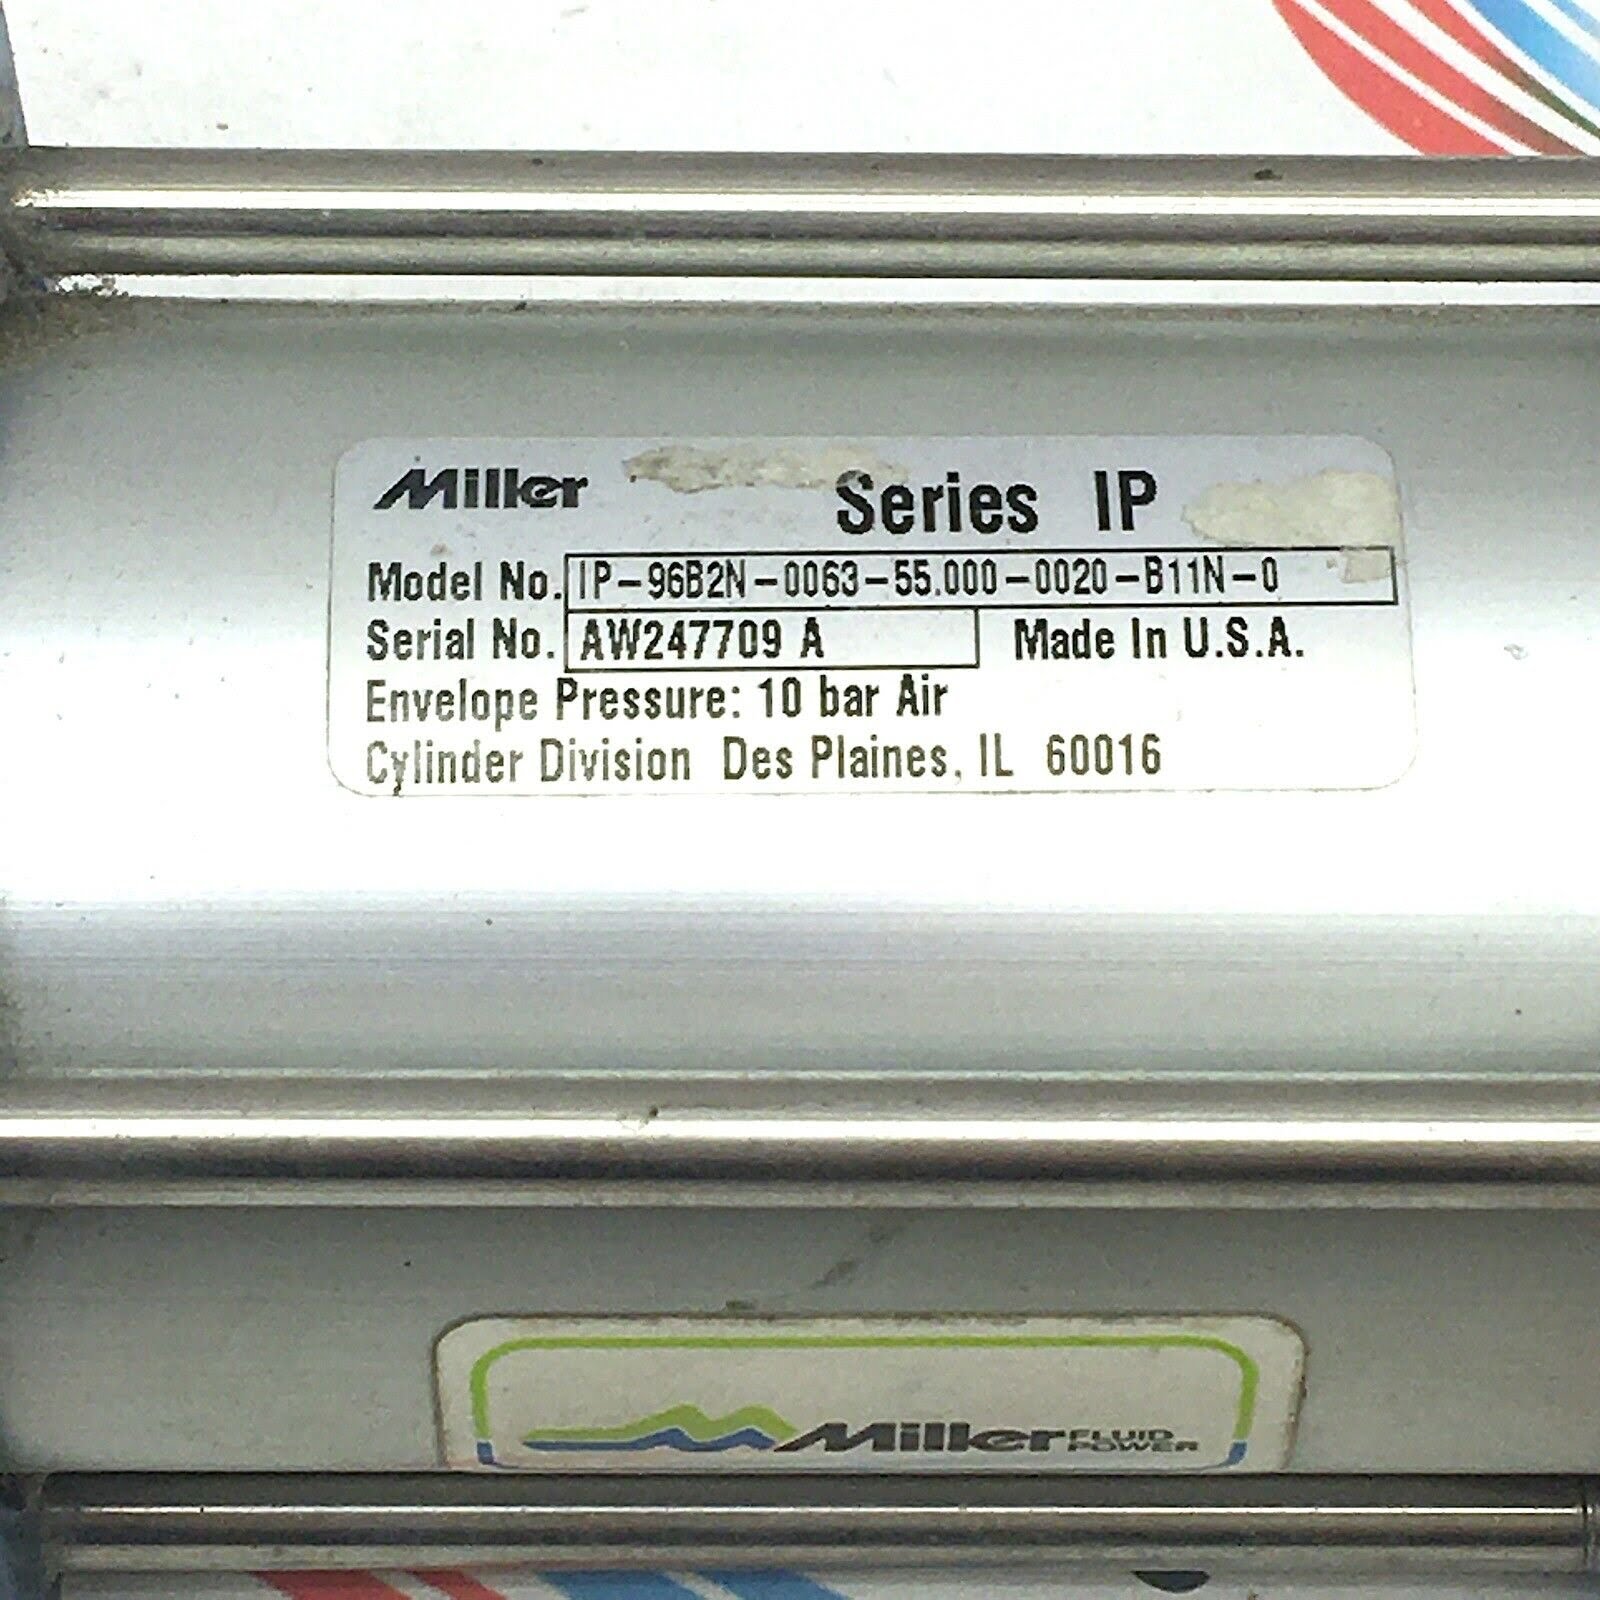 Miller Series IP
Model No. IP-96B2N-0063-55.000-0020-B11N-0
Serial No. AW247709 A Made In U.S.A.
Envelope Pressure: 10 bar Air
Cylinder Division Des Plaines, IL 60016
Miller FLUID POWER